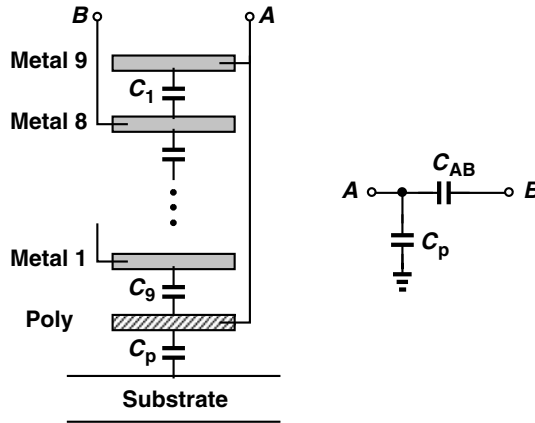 B A
Metal 9
C1
Metal 8
Metal 1
C9
Poly
Cp
Substrate
CAB
A B
Cp